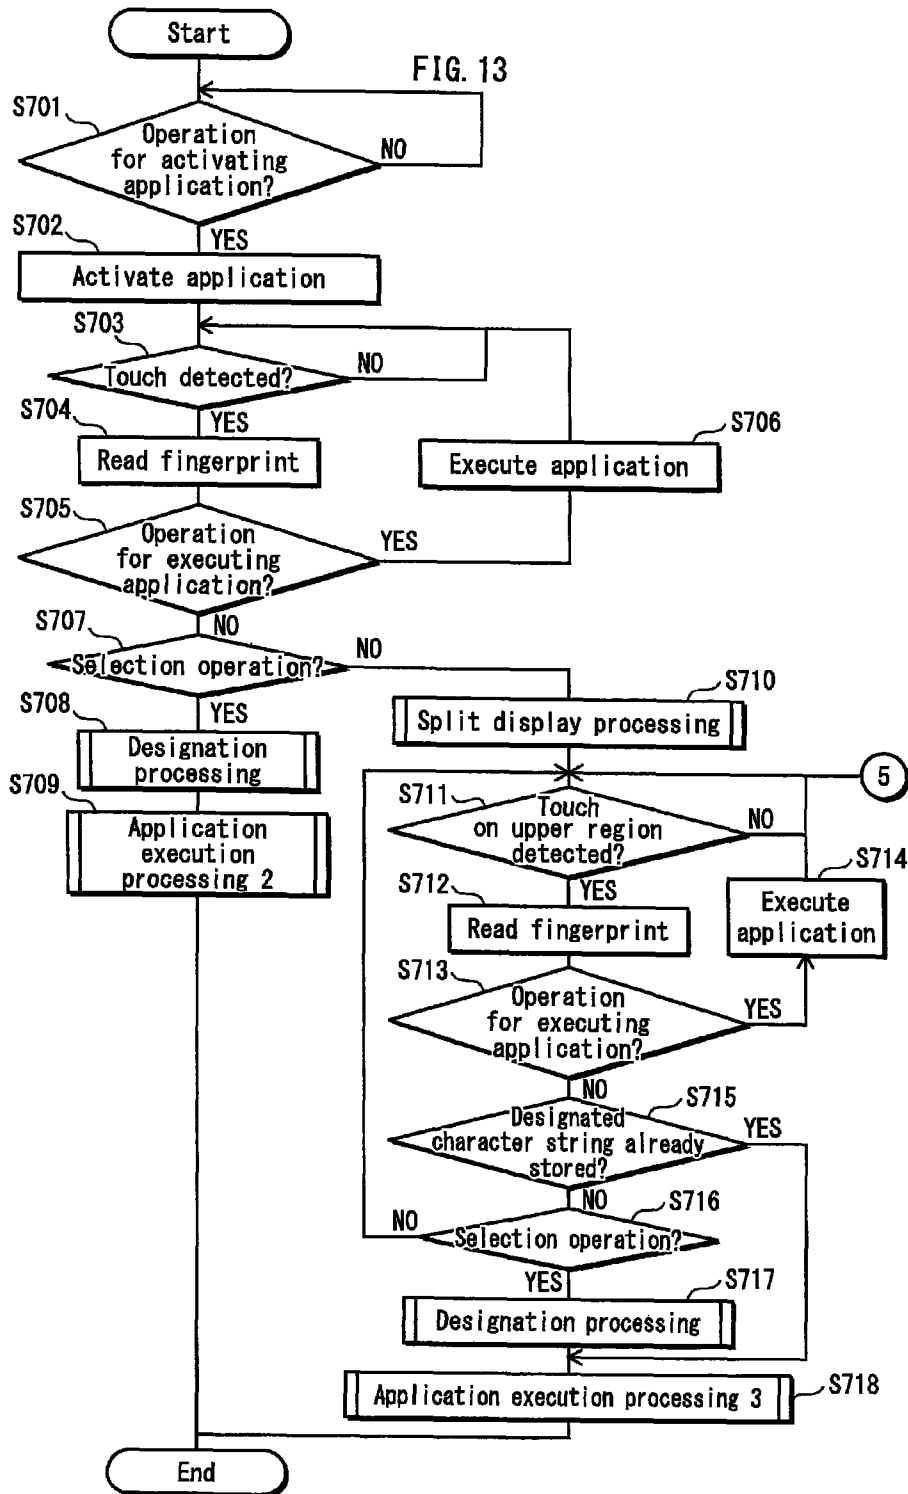 Start
FIG. 13
S701
Operation
for activating
application?
NO
YES
S702
Activate application
S703
Touch detected?
NO
YES
S704
Read fingerprint
S706
Execute application
S705
Operation
for executing
application?
YES
NO
S707
Selection operation?
NO
YES
S708
Designation
processing
S709
Application
execution
processing 2
S710
Split display processing
5
S711
Touch
on upper region
detected?
NO
YES
S714
Execute
application
S712
Read fingerprint
S713
Operation
for executing
application?
YES
NO
S715
Designated
character string already
stored?
YES
NO
S716
Selection operation?
NO
YES
S717
Designation processing
Application execution processing 3
S718
End